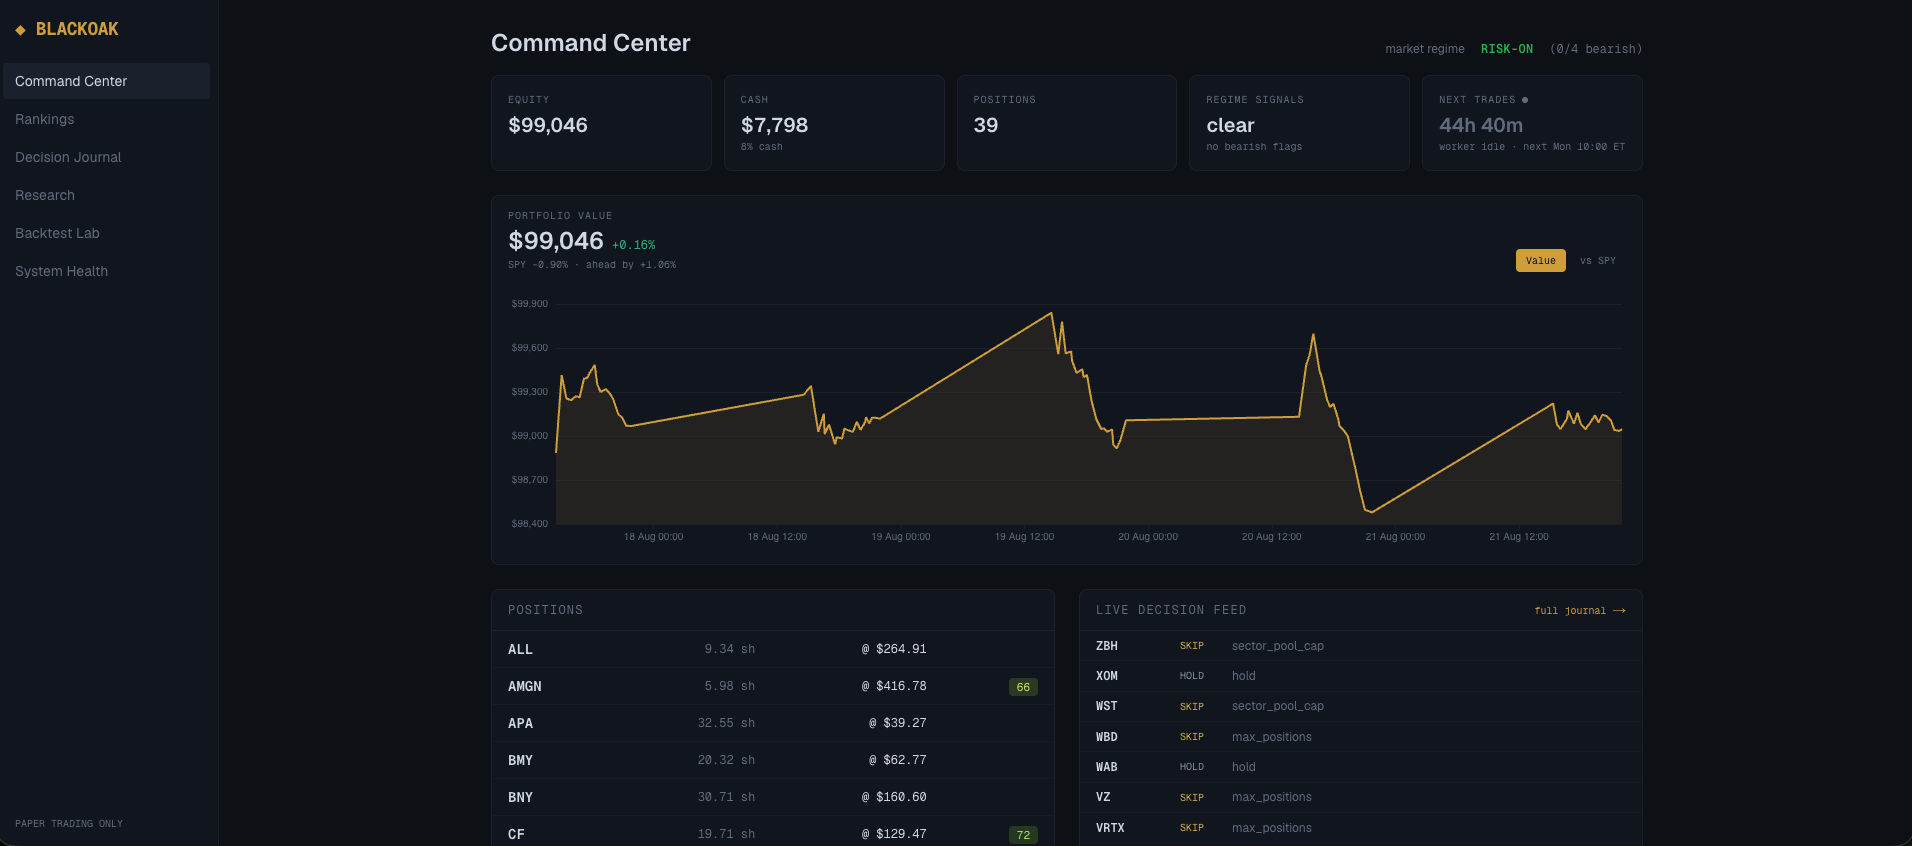 ◆ BLACKOAK
Command Center
Rankings
Decision Journal
Research
Backtest Lab
System Health
PAPER TRADING ONLY
Command Center
market regime RISK-ON (0/4 bearish)
EQUITY
$99,046
CASH
$7,798
8% cash
POSITIONS
39
REGIME SIGNALS
clear
no bearish flags
NEXT TRADES ●
44h 40m
worker idle · next Mon 10:00 ET
PORTFOLIO VALUE
$99,046 +0.16%
SPY -0.90% · ahead by +1.06%
Value vs SPY
$99,900
$99,600
$99,300
$99,000
$98,700
$98,400
18 Aug 00:00 18 Aug 12:00 19 Aug 00:00 19 Aug 12:00 20 Aug 00:00 20 Aug 12:00 21 Aug 00:00 21 Aug 12:00
POSITIONS
ALL 9.34 sh @ $264.91
AMGN 5.98 sh @ $416.78 66
APA 32.55 sh @ $39.27
BMY 20.32 sh @ $62.77
BNY 30.71 sh @ $160.60
CF 19.71 sh @ $129.47 72
LIVE DECISION FEED full journal →
ZBH SKIP sector_pool_cap
XOM HOLD hold
WST SKIP sector_pool_cap
WBD SKIP max_positions
WAB HOLD hold
VZ SKIP max_positions
VRTX SKIP max_positions